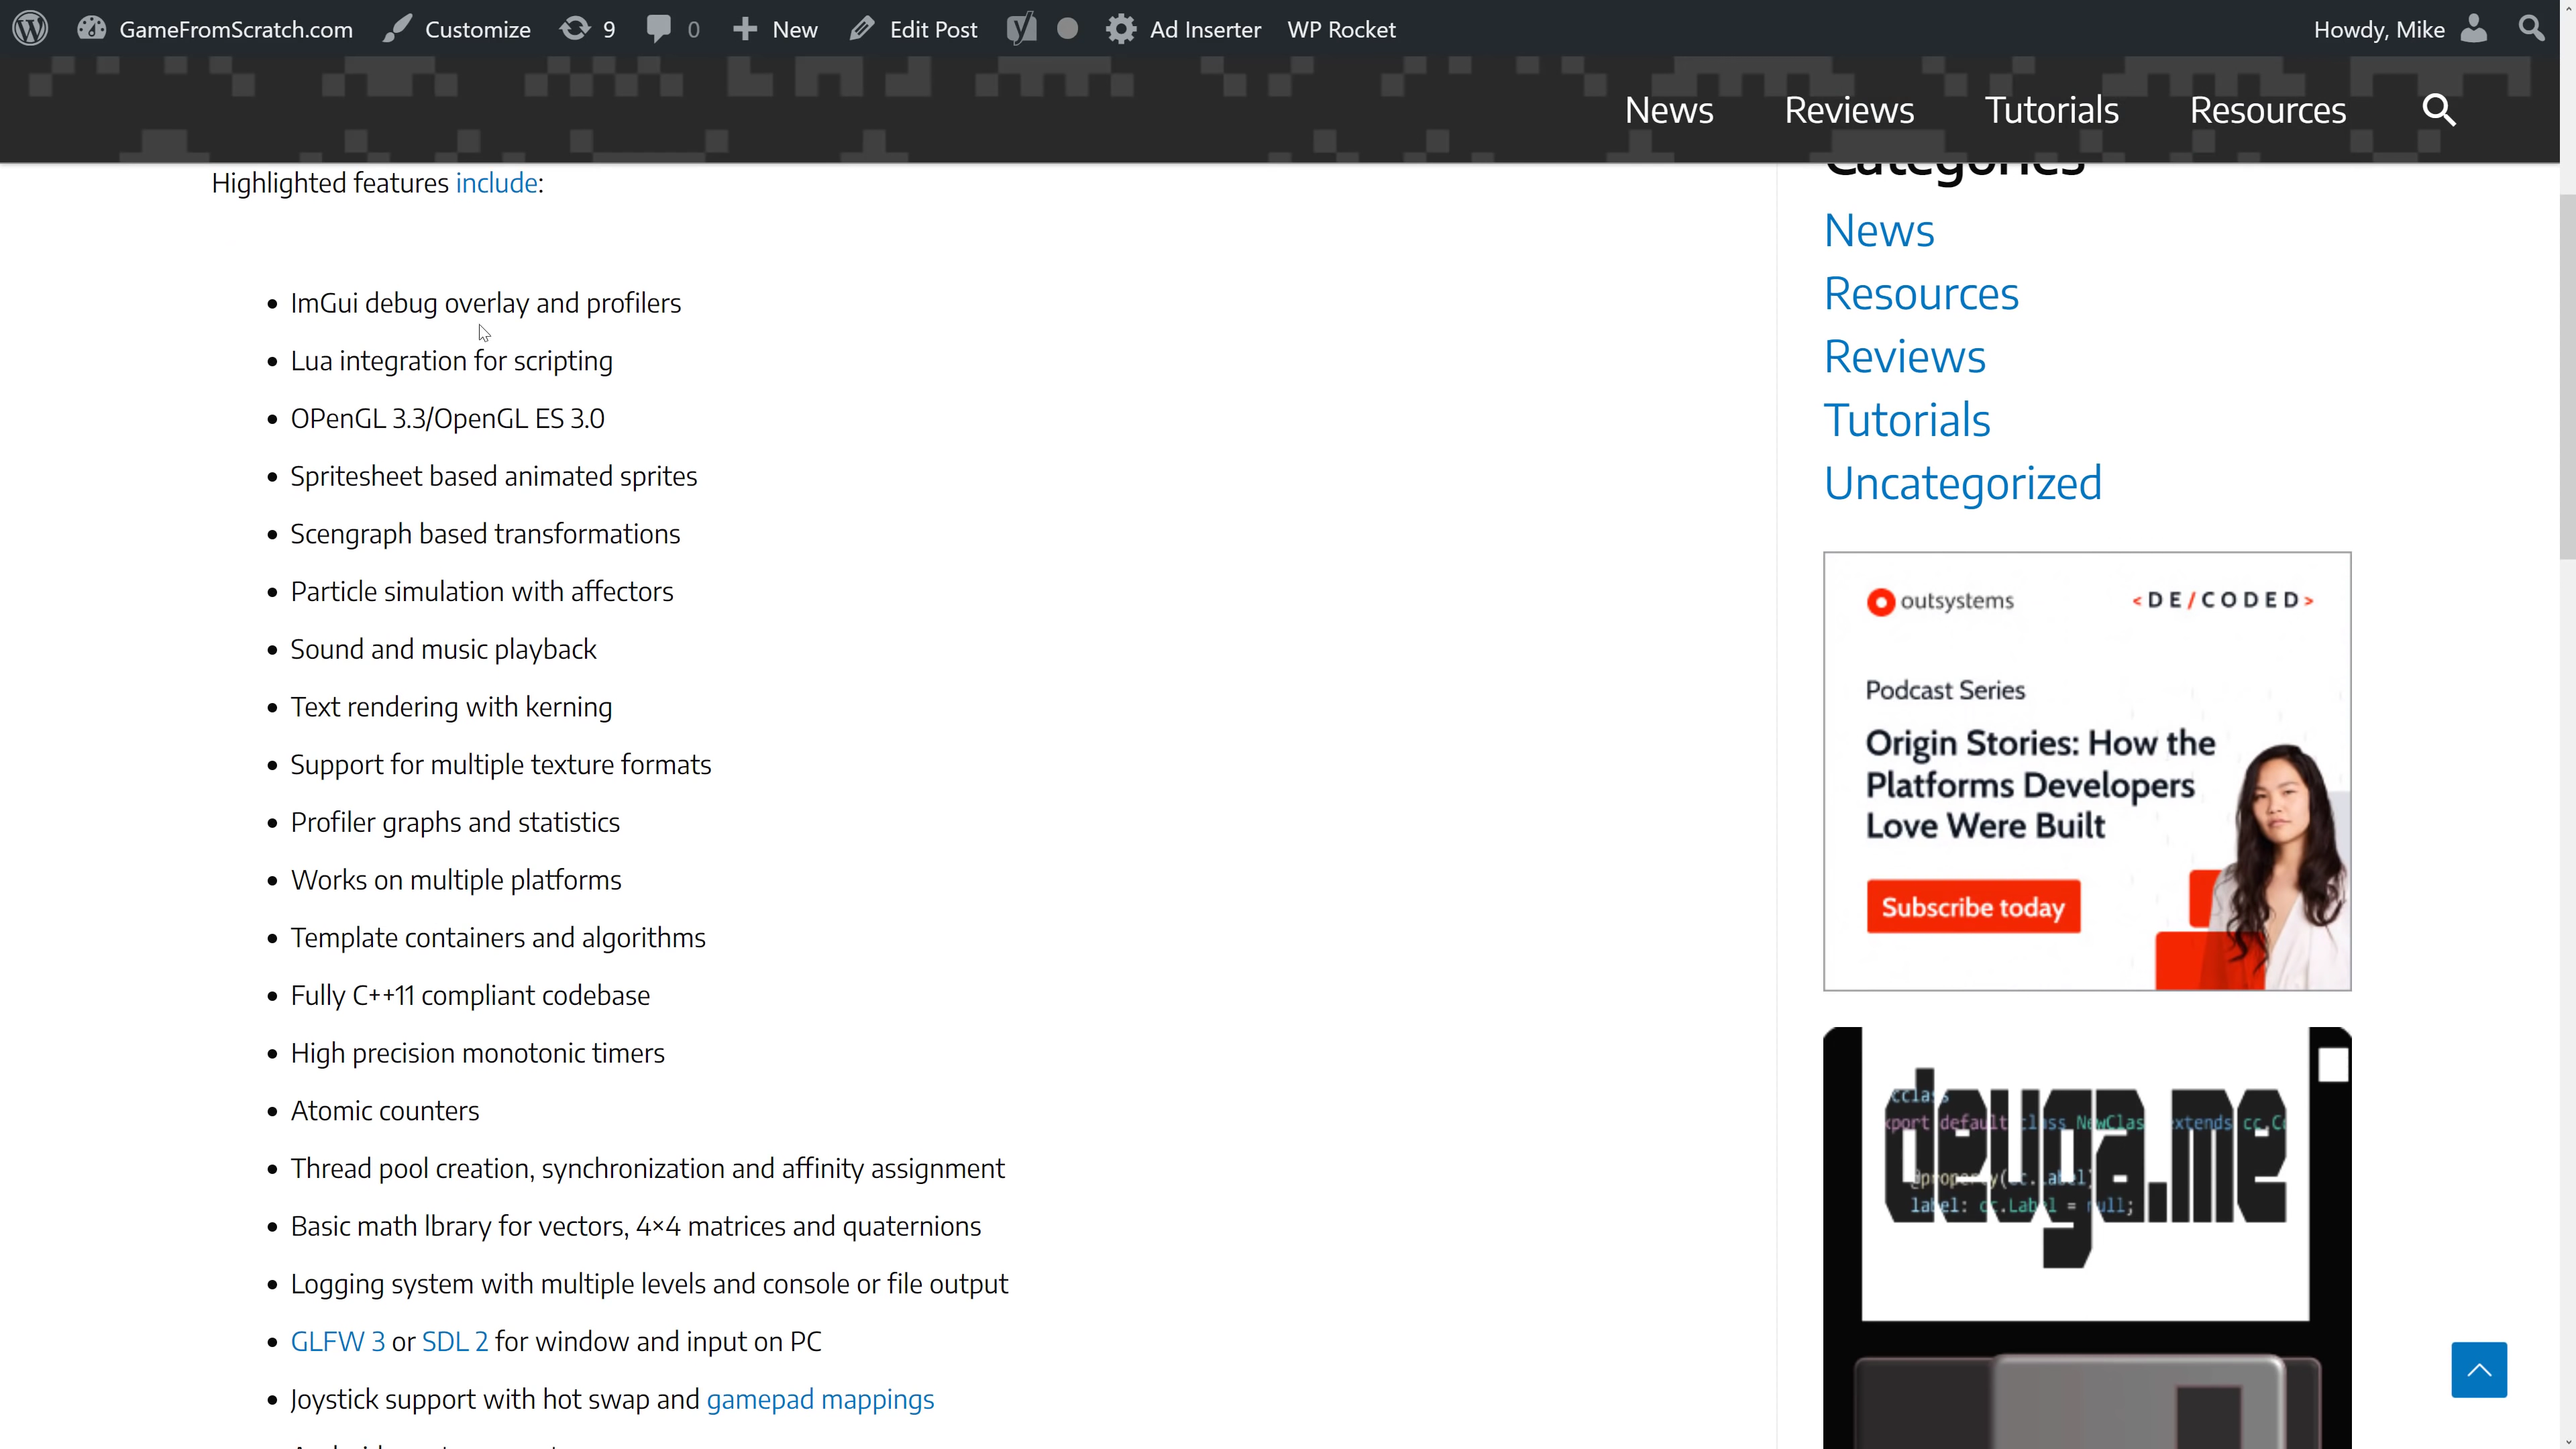 GameFromScratch.com Customize 9 0 New Edit Post Ad Inserter WP Rocket Howdy, Mike
News Reviews Tutorials Resources
Highlighted features include:
ImGui debug overlay and profilers
Lua integration for scripting
OPenGL 3.3/OpenGL ES 3.0
Spritesheet based animated sprites
Scengraph based transformations
Particle simulation with affectors
Sound and music playback
Text rendering with kerning
Support for multiple texture formats
Profiler graphs and statistics
Works on multiple platforms
Template containers and algorithms
Fully C++11 compliant codebase
High precision monotonic timers
Atomic counters
Thread pool creation, synchronization and affinity assignment
Basic math lbrary for vectors, 4×4 matrices and quaternions
Logging system with multiple levels and console or file output
GLFW 3 or SDL 2 for window and input on PC
Joystick support with hot swap and gamepad mappings
Categories
News
Resources
Reviews
Tutorials
Uncategorized
outsystems <DE/CODED>
Podcast Series
Origin Stories: How the
Platforms Developers
Love Were Built
Subscribe today
devga.me